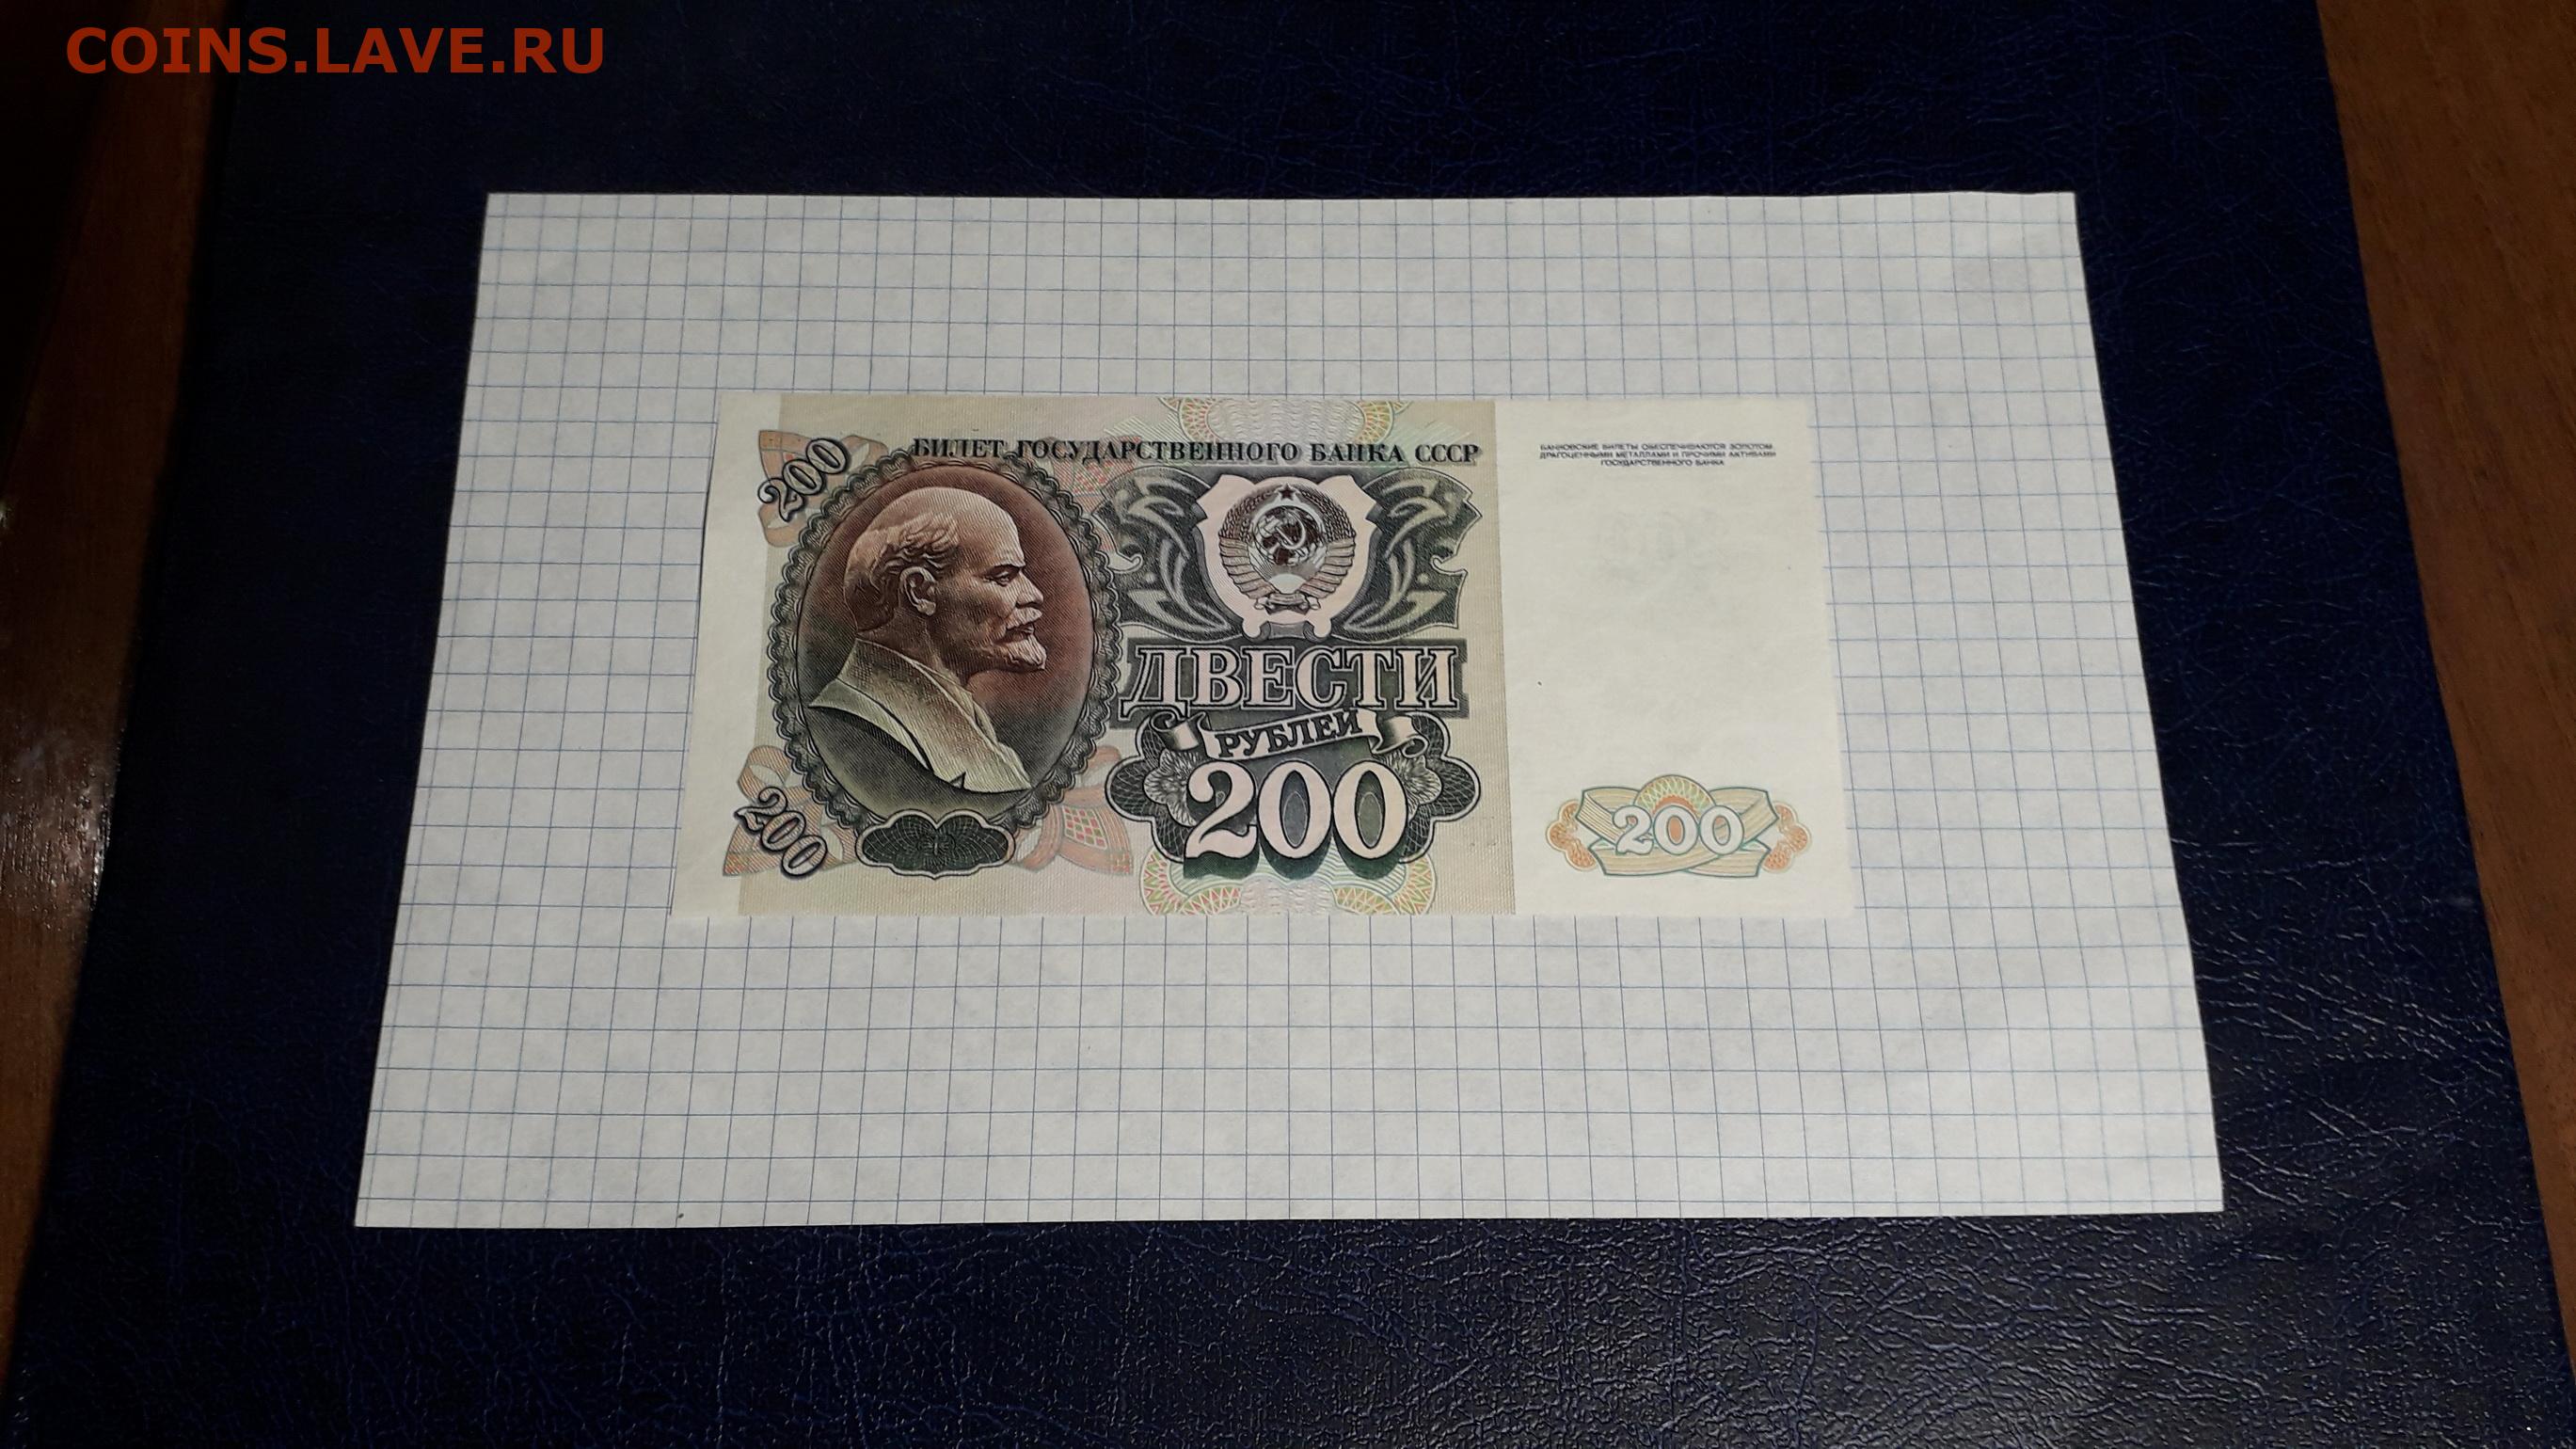 COINS.LAVE.RU
БИЛЕТ ГОСУДАРСТВЕННОГО БАНКА СССР
200
БАНКОВСКИЕ БИЛЕТЫ ОБЕСПЕЧИВАЮТСЯ ЗОЛОТОМ,
ДРАГОЦЕННЫМИ МЕТАЛЛАМИ И ПРОЧИМИ АКТИВАМИ
ГОСУДАРСТВЕННОГО БАНКА
ДВЕСТИ
РУБЛЕЙ
200
200
200